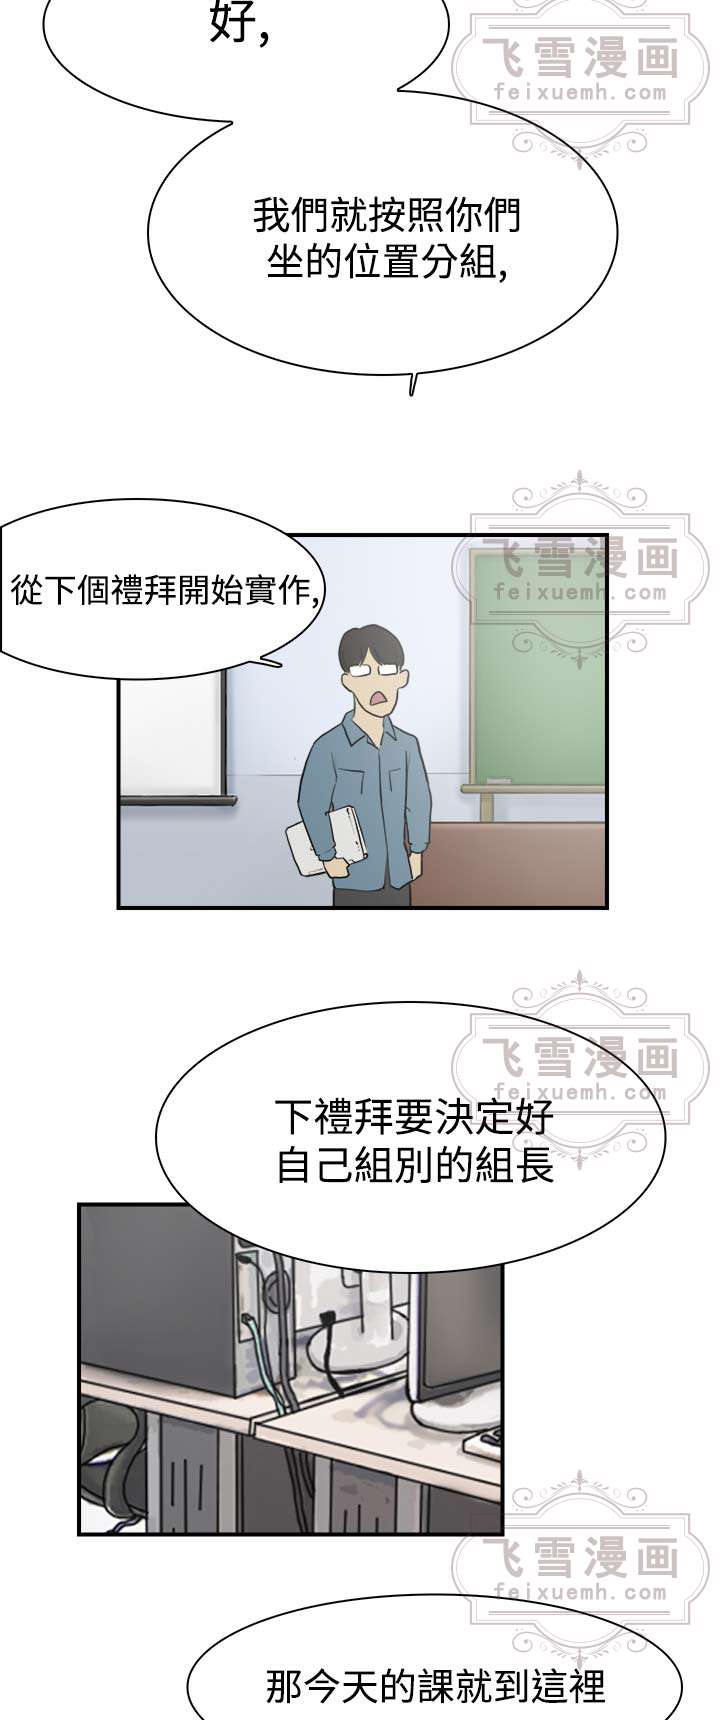 好,
飞雪漫画
feixuemh.com
我們就按照你們
坐的位置分組,
從下個禮拜開始實作,
飞雪漫画
feixuemh.com
飞雪漫画
feixuemh.com
下禮拜要決定好
自己組別的組長
飞雪漫画
feixuemh.com
那今天的課就到這裡